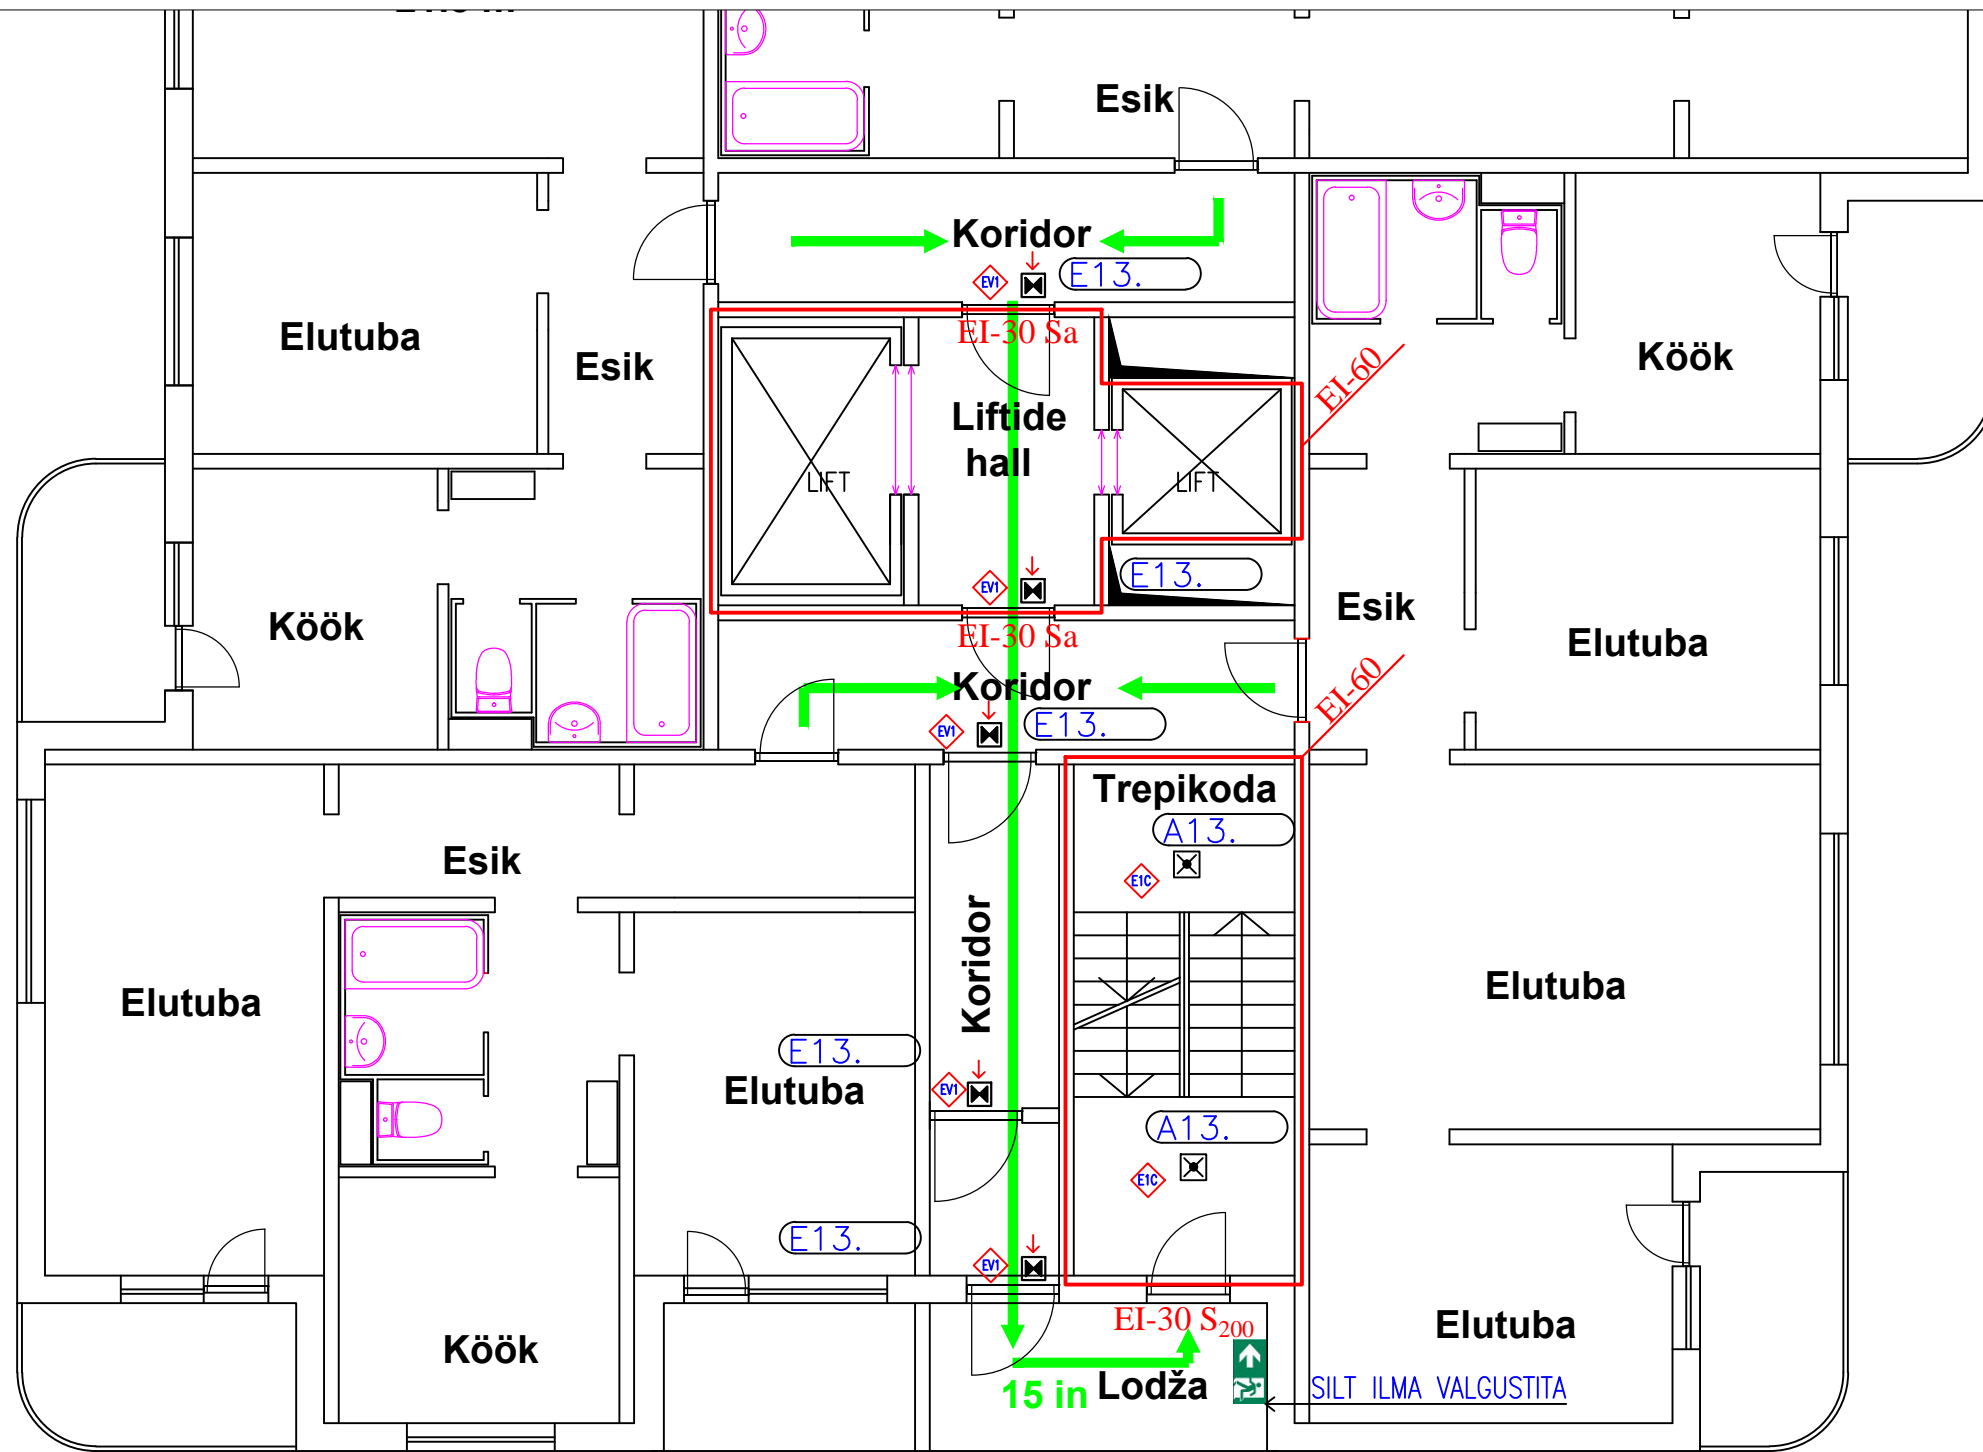 Esik
Koridor
EV1
E13.
EI-30 Sa
Elutuba
Esik
EI-60
Köök
Liftide
hall
LIFT
LIFT
EV1
E13.
Köök
Esik
EI-30 Sa
Elutuba
Koridor
EI-60
EV1
E13.
Trepikoda
A13.
Esik
E1C
Koridor
Elutuba
Elutuba
E13.
Elutuba
EV1
A13.
E1C
E13.
EV1
EI-30 S200
Elutuba
Köök
15 in
Lodža
SILT ILMA VALGUSTITA